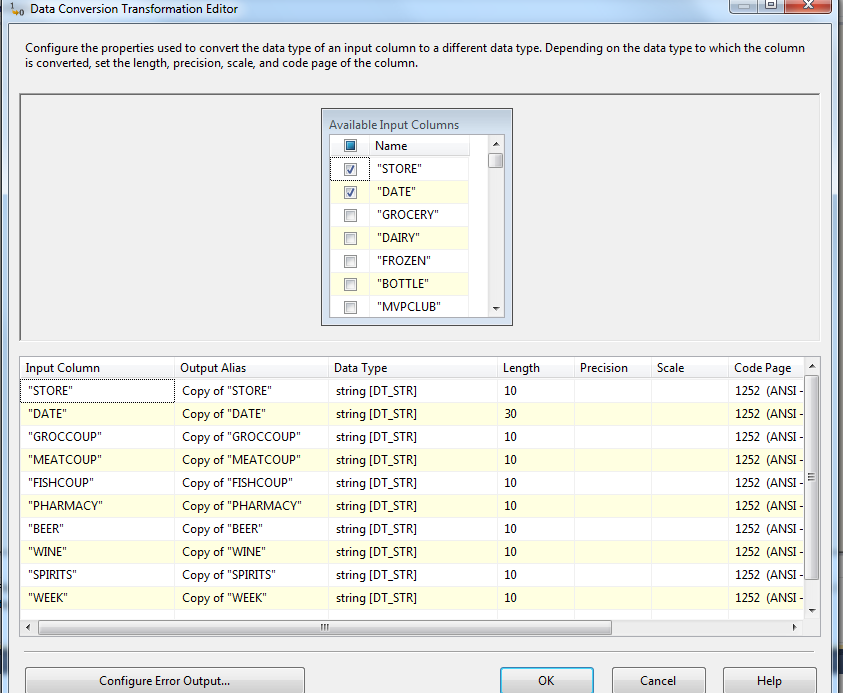 Data Conversion Transformation Editor
Configure the properties used to convert the data type of an input column to a different data type. Depending on the data type to which the column
is converted, set the length, precision, scale, and code page of the column.
Available Input Columns
Name
"STORE"
"DATE"
"GROCERY"
"DAIRY"
"FROZEN"
"BOTTLE"
"MVPCLUB"
Input Column Output Alias Data Type Length Precision Scale Code Page
"STORE" Copy of "STORE" string [DT_STR] 10 1252 (ANSI -
"DATE" Copy of "DATE" string [DT_STR] 30 1252 (ANSI -
"GROCCOUP" Copy of "GROCCOUP" string [DT_STR] 10 1252 (ANSI -
"MEATCOUP" Copy of "MEATCOUP" string [DT_STR] 10 1252 (ANSI -
"FISHCOUP" Copy of "FISHCOUP" string [DT_STR] 10 1252 (ANSI -
"PHARMACY" Copy of "PHARMACY" string [DT_STR] 10 1252 (ANSI -
"BEER" Copy of "BEER" string [DT_STR] 10 1252 (ANSI -
"WINE" Copy of "WINE" string [DT_STR] 10 1252 (ANSI -
"SPIRITS" Copy of "SPIRITS" string [DT_STR] 10 1252 (ANSI -
"WEEK" Copy of "WEEK" string [DT_STR] 10 1252 (ANSI -
Configure Error Output... OK Cancel Help